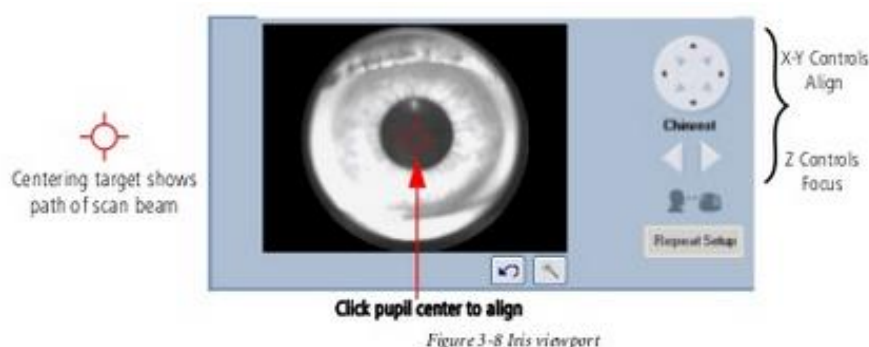 X-Y Controls
Align
Chinrest
Centering target shows
path of scan beam
Z Controls
Focus
Repeat Setup
Click pupil center to align
Figure 3-8 Iris viewport